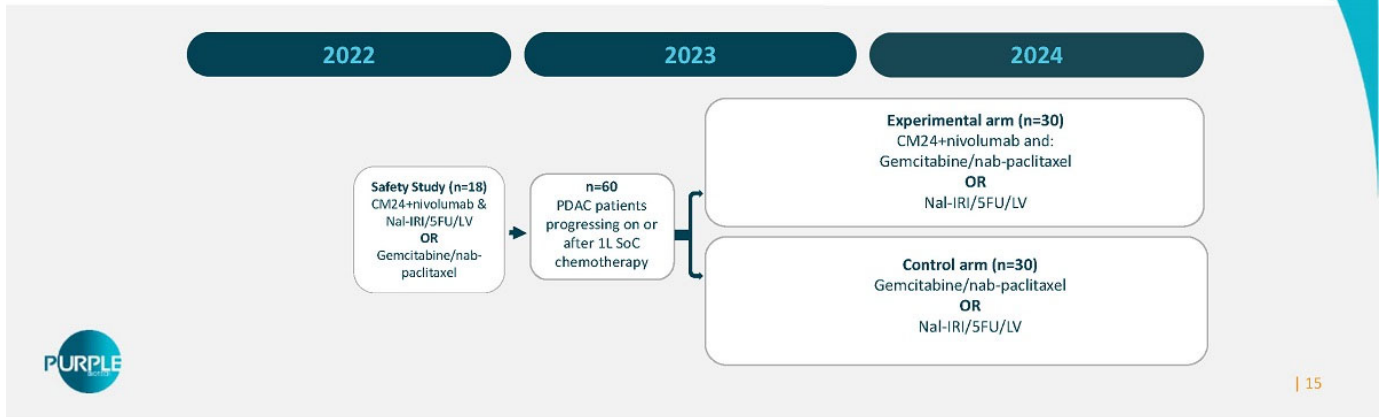 2022
2023
2024
Safety Study (n=18)
CM24+nivolumab &
Nal-IRI/5FU/LV
OR
Gemcitabine/nab-
paclitaxel
n=60
PDAC patients
progressing on or
after 1L SoC
chemotherapy
Experimental arm (n=30)
CM24+nivolumab and:
Gemcitabine/nab-paclitaxel
OR
Nal-IRI/5FU/LV
Control arm (n=30)
Gemcitabine/nab-paclitaxel
OR
Nal-IRI/5FU/LV
PURPLE
| 15